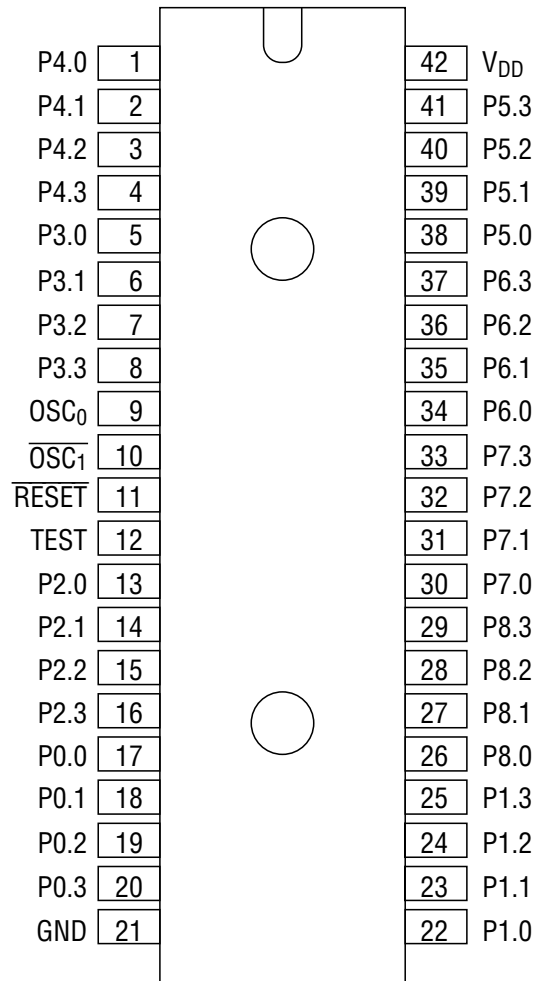 P4.0 1 42 VDD
P4.1 2 41 P5.3
P4.2 3 40 P5.2
P4.3 4 39 P5.1
P3.0 5 38 P5.0
P3.1 6 37 P6.3
P3.2 7 36 P6.2
P3.3 8 35 P6.1
OSC0 9 34 P6.0
OSC1 10 33 P7.3
RESET 11 32 P7.2
TEST 12 31 P7.1
P2.0 13 30 P7.0
P2.1 14 29 P8.3
P2.2 15 28 P8.2
P2.3 16 27 P8.1
P0.0 17 26 P8.0
P0.1 18 25 P1.3
P0.2 19 24 P1.2
P0.3 20 23 P1.1
GND 21 22 P1.0